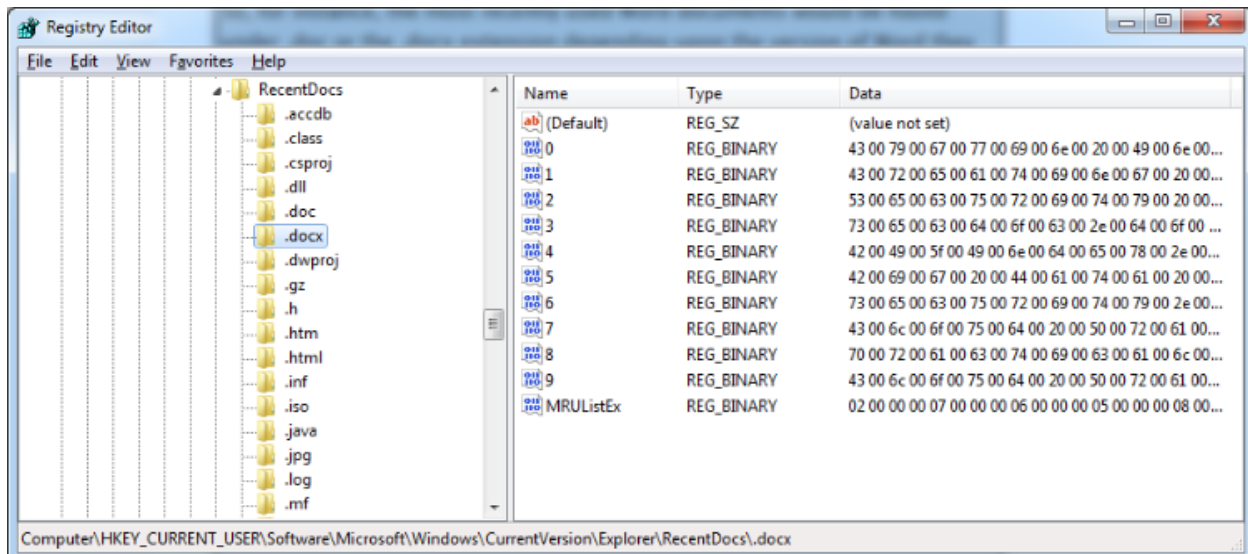 Registry Editor
File Edit View Favorites Help
RecentDocs
.accdb
.class
.csproj
.dll
.doc
.docx
.dwproj
.gz
.h
.htm
.html
.inf
.iso
.java
.jpg
.log
.mf
Name Type Data
(Default) REG_SZ (value not set)
0 REG_BINARY 43 00 79 00 67 00 77 00 69 00 6e 00 20 00 49 00 6e 00...
1 REG_BINARY 43 00 72 00 65 00 61 00 74 00 69 00 6e 00 67 00 20 00...
2 REG_BINARY 53 00 65 00 63 00 75 00 72 00 69 00 74 00 79 00 20 00...
3 REG_BINARY 73 00 65 00 63 00 64 00 6f 00 63 00 2e 00 64 00 6f 00 ...
4 REG_BINARY 42 00 49 00 5f 00 49 00 6e 00 64 00 65 00 78 00 2e 00...
5 REG_BINARY 42 00 69 00 67 00 20 00 44 00 61 00 74 00 61 00 20 00...
6 REG_BINARY 73 00 65 00 63 00 75 00 72 00 69 00 74 00 79 00 2e 00...
7 REG_BINARY 43 00 6c 00 6f 00 75 00 64 00 20 00 50 00 72 00 61 00...
8 REG_BINARY 70 00 72 00 61 00 63 00 74 00 69 00 63 00 61 00 6c 00...
9 REG_BINARY 43 00 6c 00 6f 00 75 00 64 00 20 00 50 00 72 00 61 00...
MRUListEx REG_BINARY 02 00 00 00 07 00 00 00 06 00 00 00 05 00 00 00 08 00...
Computer\HKEY_CURRENT_USER\Software\Microsoft\Windows\CurrentVersion\Explorer\RecentDocs\.docx